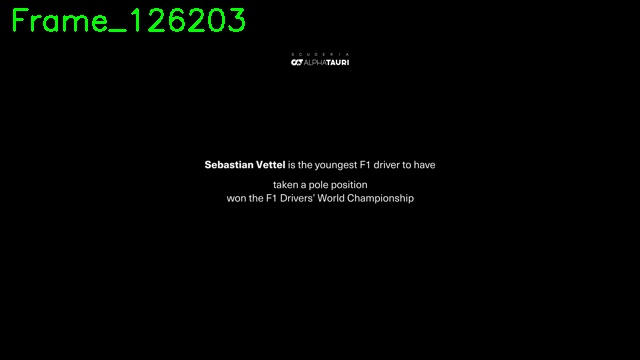 Frame_126203
SCUDERIA
ALPHATAURI
Sebastian Vettel is the youngest F1 driver to have
taken a pole position
won the F1 Drivers' World Championship